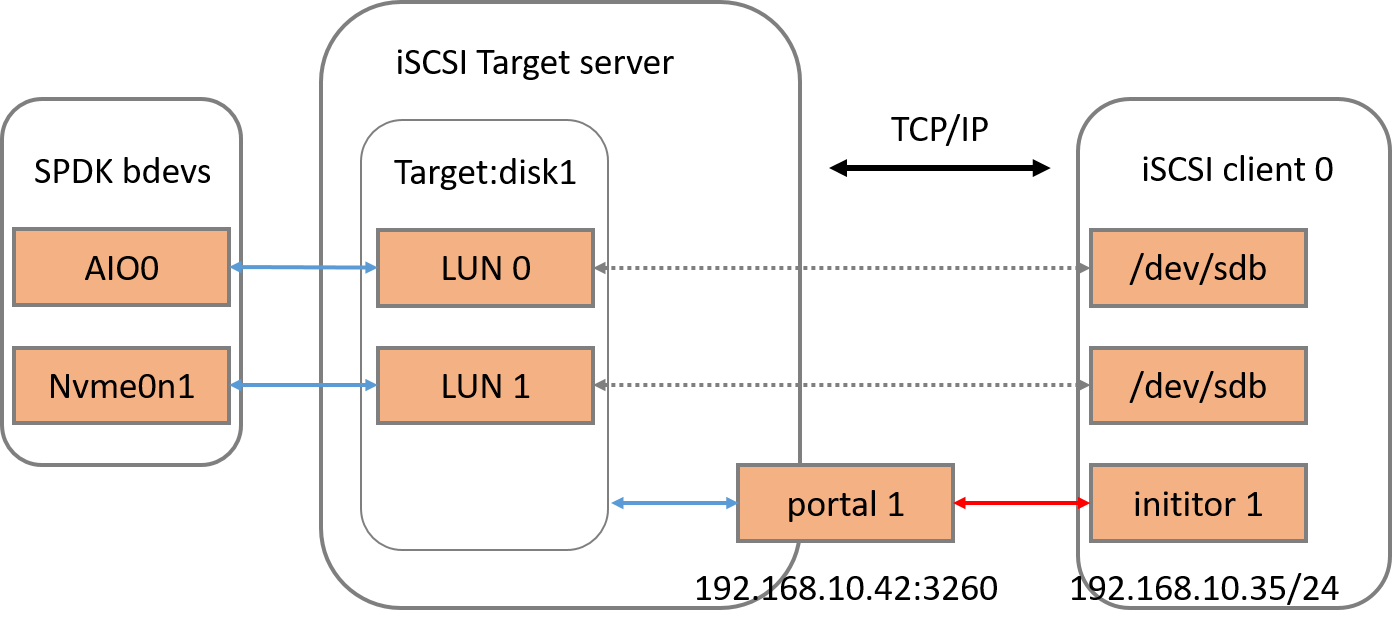 iSCSI Target server
TCP/IP
SPDK bdevs
Target:disk1
iSCSI client 0
AIO0
LUN 0
/dev/sdb
Nvme0n1
LUN 1
/dev/sdb
portal 1
inititor 1
192.168.10.42:3260
192.168.10.35/24